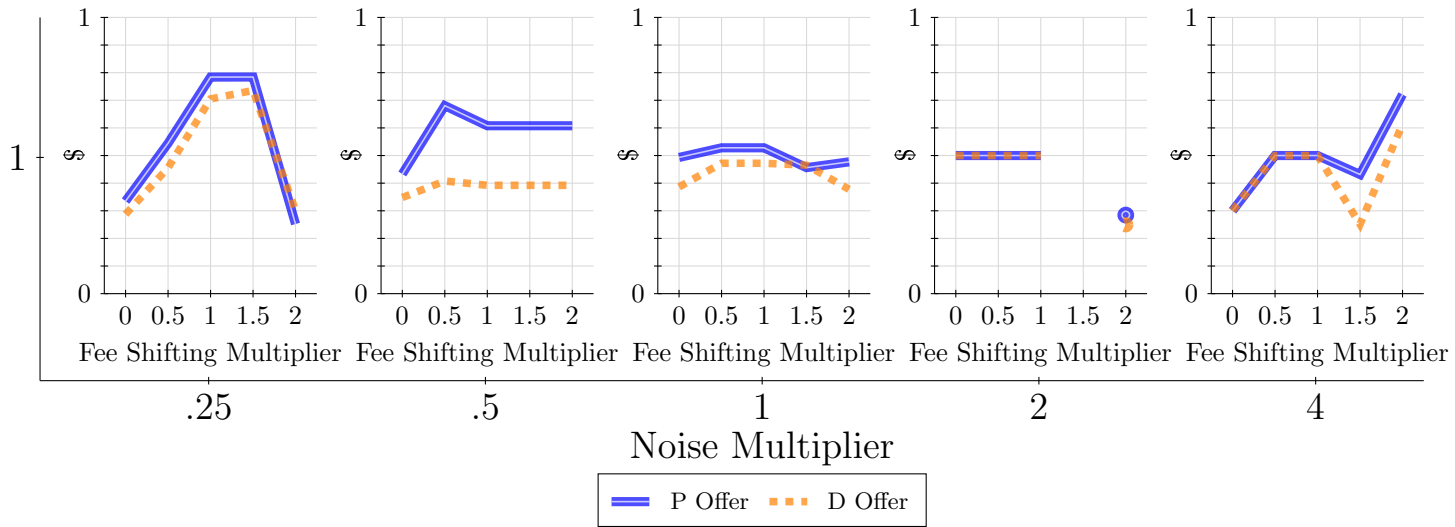 1 1 1 1 1
1 $ $ $ $ $
0 0 0 0 0
0 0.5 1 1.5 2 0 0.5 1 1.5 2 0 0.5 1 1.5 2 0 0.5 1 1.5 2 0 0.5 1 1.5 2
Fee Shifting Multiplier Fee Shifting Multiplier Fee Shifting Multiplier Fee Shifting Multiplier Fee Shifting Multiplier
.25 .5 1 2 4
Noise Multiplier
P Offer D Offer